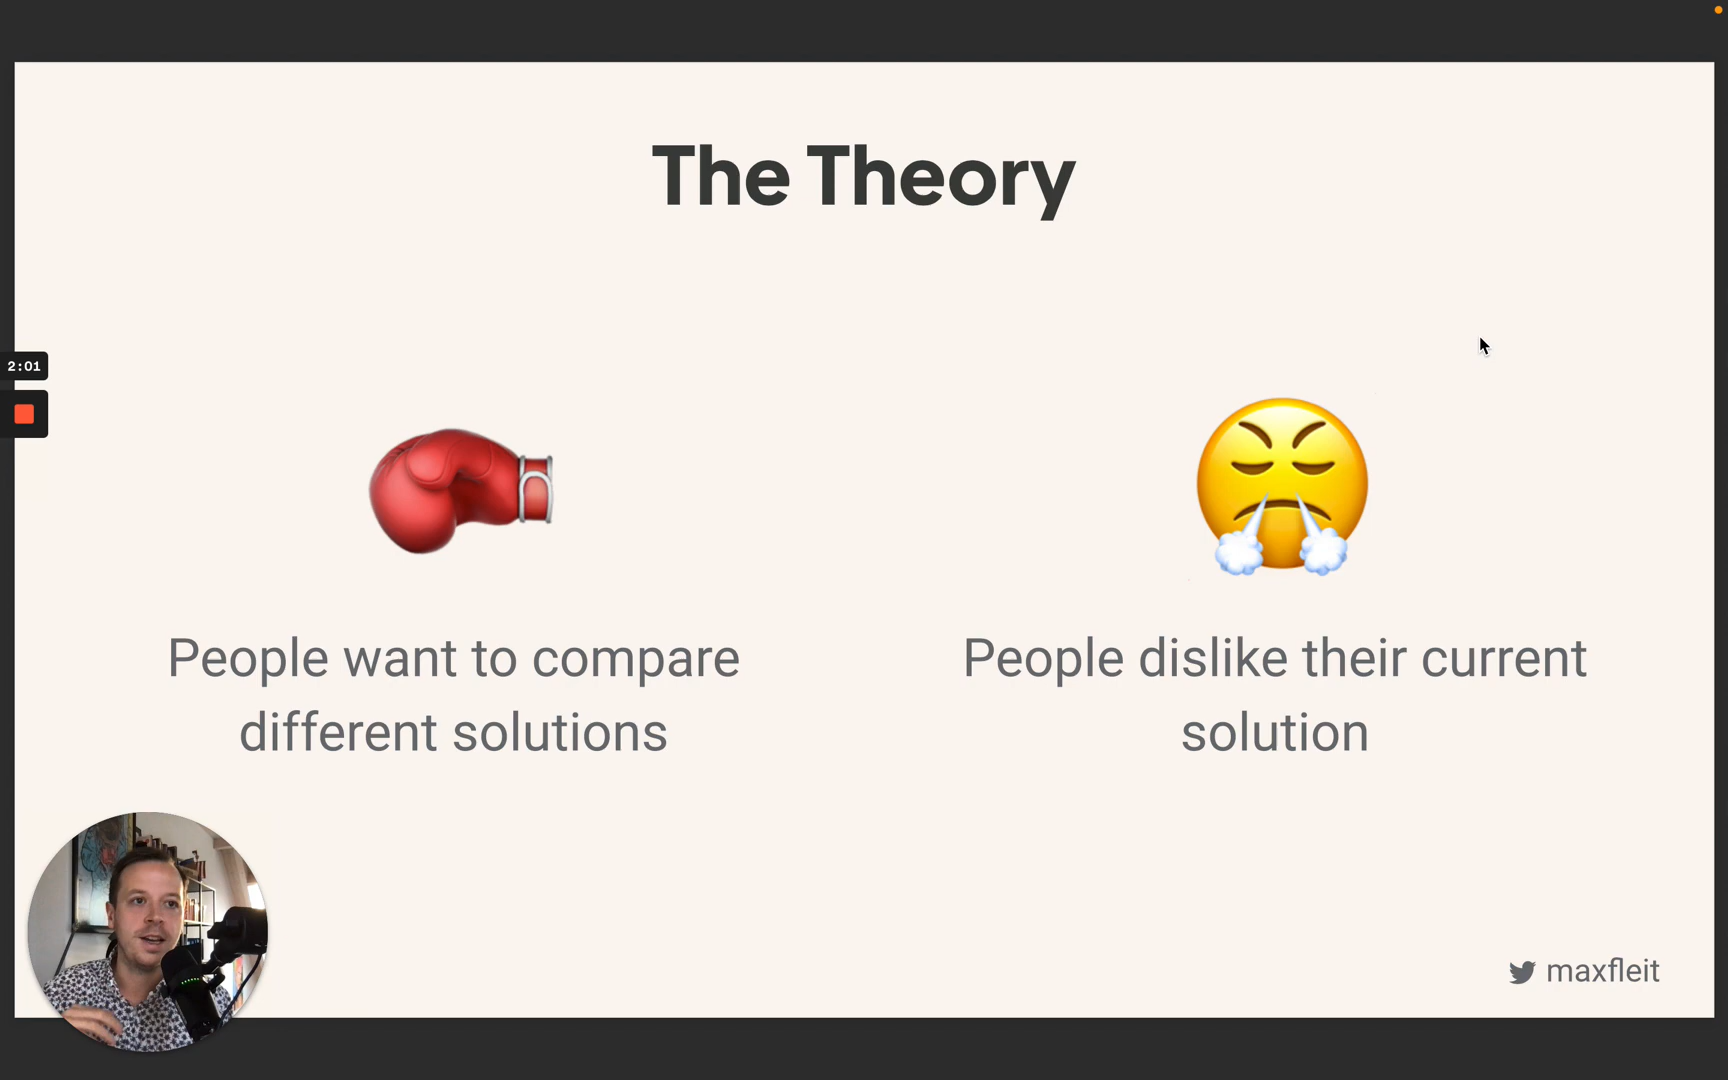 The Theory
2:01
People want to compare
different solutions
People dislike their current
solution
maxfleit